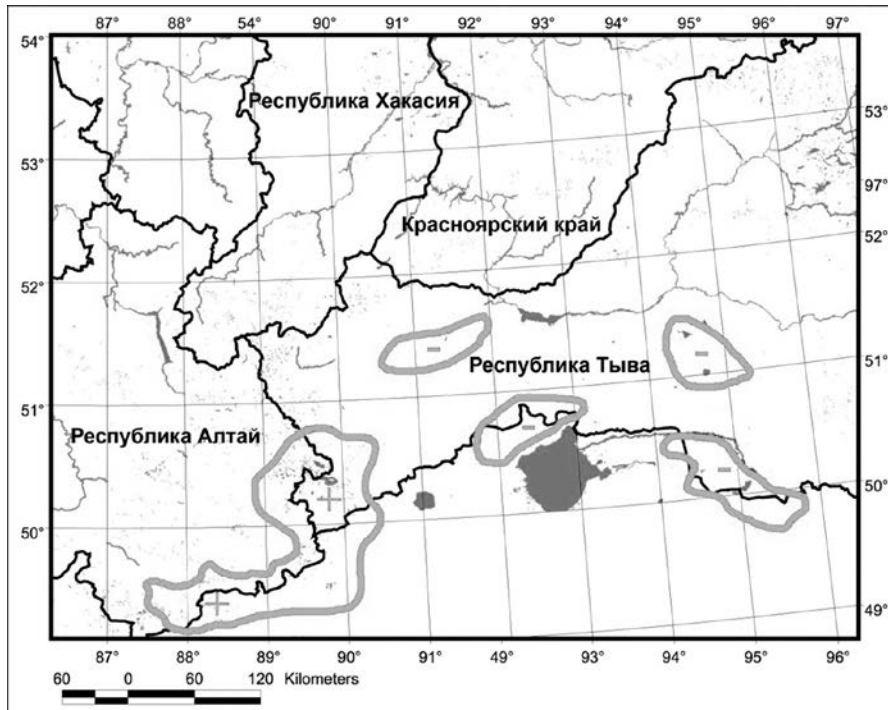 87° 88° 54° 90° 91° 92° 93° 94° 95° 96° 97°
54°
Республика Хакасия
53°
53°
97°
Красноярский край
52°
52°
51°
Республика Тыва
51°
Республика Алтай
50°
50°
49°
87° 88° 89° 90° 91° 49° 93° 94° 95° 96°
60 0 60 120 Kilometers